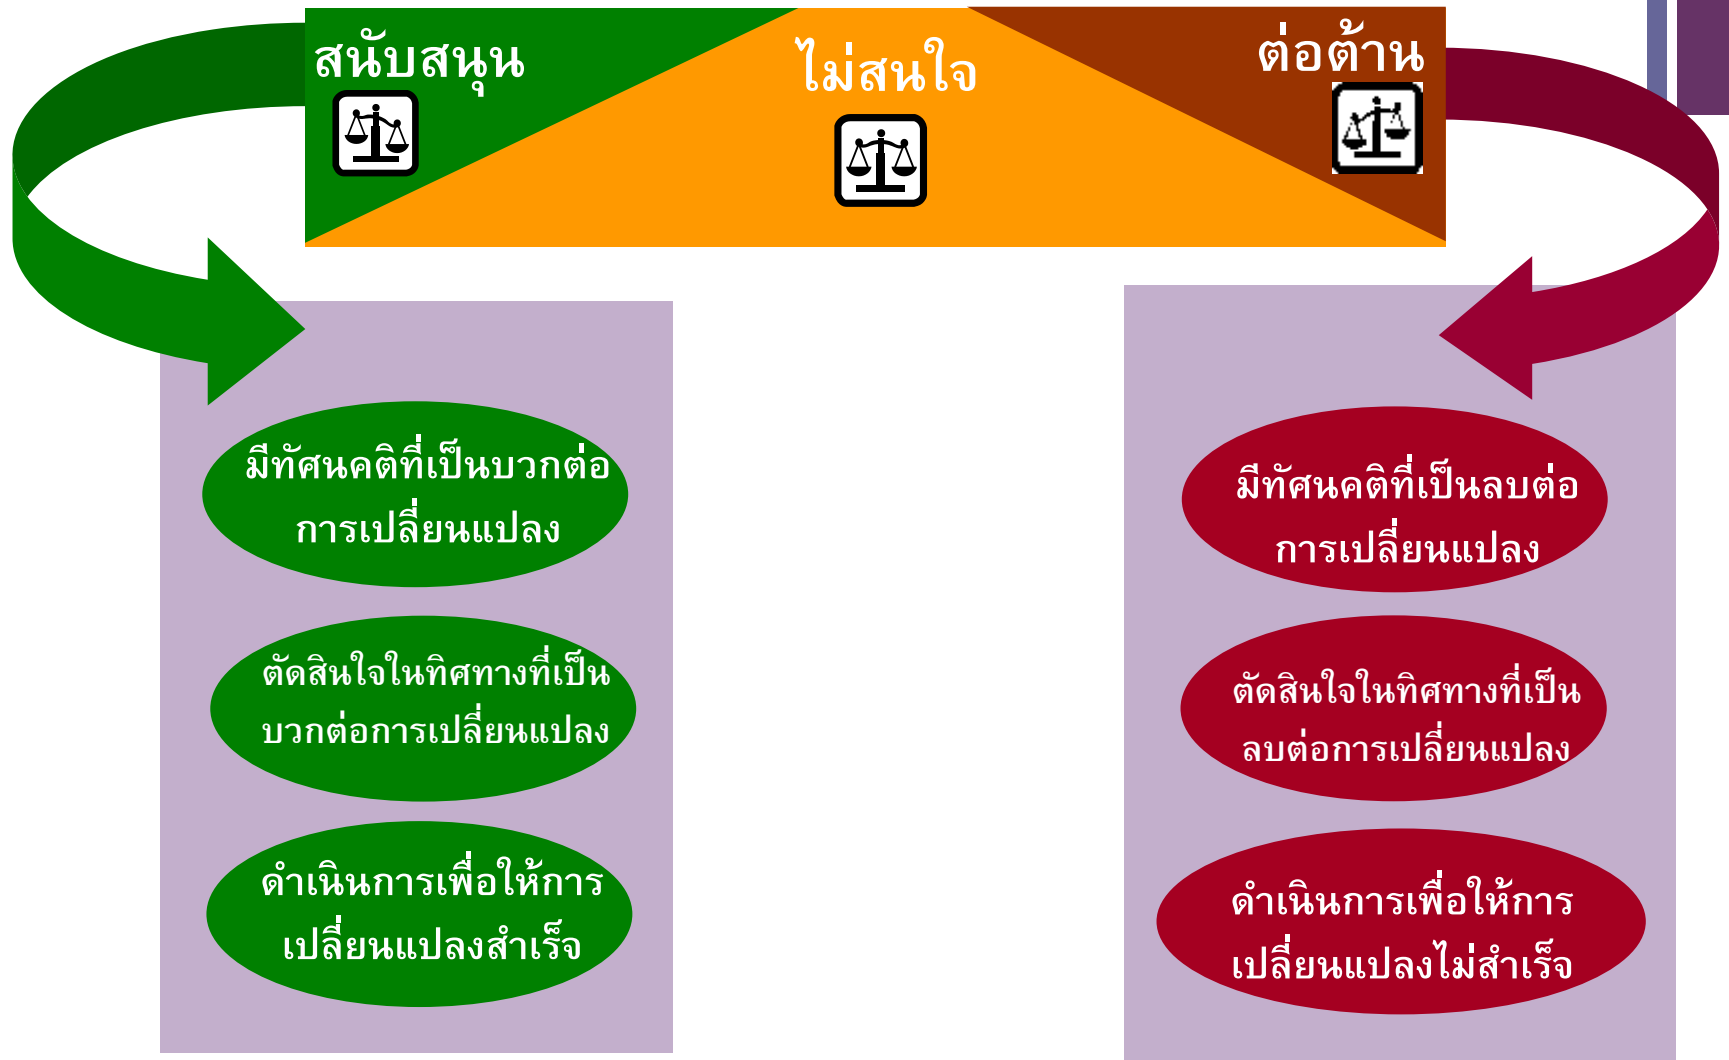 สนับสนุน
ไม่สนใจ
ต่อต้าน
มีทัศนคติที่เป็นบวกต่อ
การเปลี่ยนแปลง
ตัดสินใจในทิศทางที่เป็น
บวกต่อการเปลี่ยนแปลง
ดำเนินการเพื่อให้การ
เปลี่ยนแปลงสำเร็จ
มีทัศนคติที่เป็นลบต่อ
การเปลี่ยนแปลง
ตัดสินใจในทิศทางที่เป็น
ลบต่อการเปลี่ยนแปลง
ดำเนินการเพื่อให้การ
เปลี่ยนแปลงไม่สำเร็จ